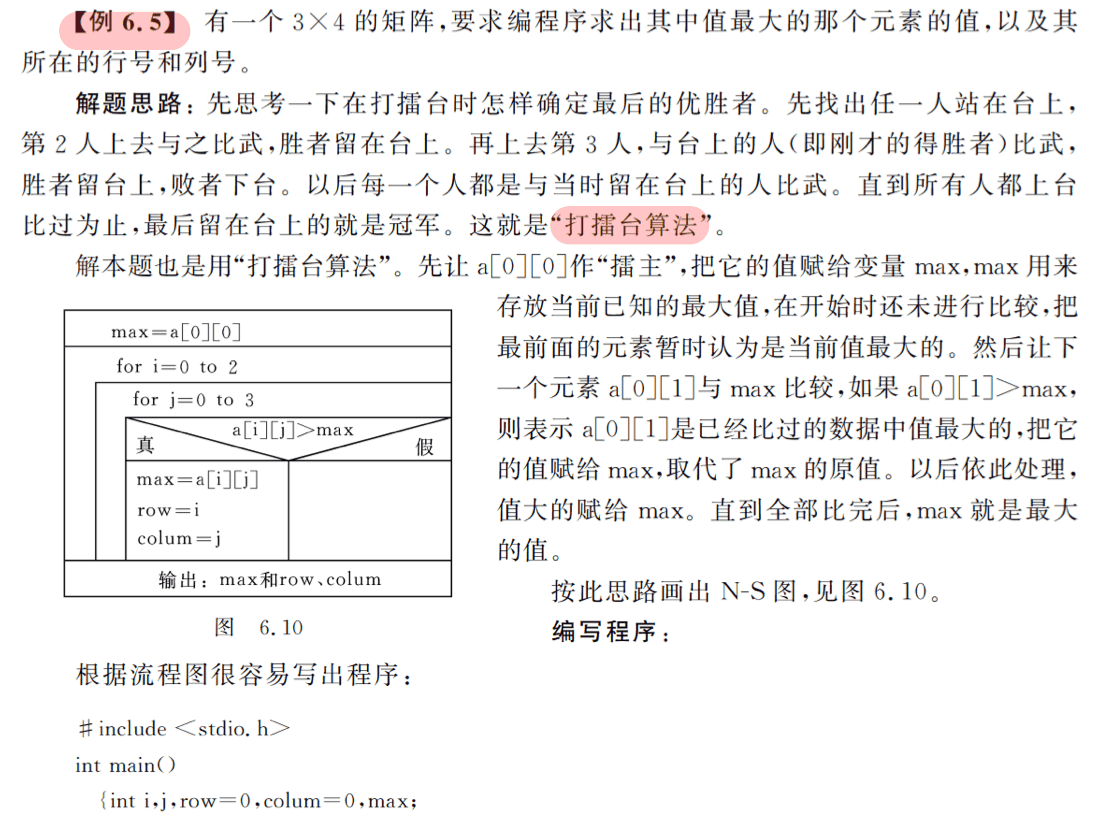 【例 6.5】 有一个 3×4 的矩阵,要求编程序求出其中值最大的那个元素的值,以及其
所在的行号和列号。
解题思路:先思考一下在打擂台时怎样确定最后的优胜者。先找出任一人站在台上,
第 2 人上去与之比武,胜者留在台上。再上去第 3 人,与台上的人(即刚才的得胜者)比武,
胜者留台上,败者下台。以后每一个人都是与当时留在台上的人比武。直到所有人都上台
比过为止,最后留在台上的就是冠军。这就是“打擂台算法”。
解本题也是用“打擂台算法”。先让 a[0][0]作“擂主”,把它的值赋给变量 max,max 用来
存放当前已知的最大值,在开始时还未进行比较,把
最前面的元素暂时认为是当前值最大的。然后让下
一个元素 a[0][1]与 max 比较,如果 a[0][1]>max,
则表示 a[0][1]是已经比过的数据中值最大的,把它
的值赋给 max,取代了 max 的原值。以后依此处理,
值大的赋给 max。直到全部比完后,max 就是最大
的值。
按此思路画出 N-S 图,见图 6.10。
编写程序:
max=a[0][0]
for i=0 to 2
for j=0 to 3
a[i][j]>max
真
假
max=a[i][j]
row=i
colum=j
输出:max和row、colum
图 6.10
根据流程图很容易写出程序:
#include <stdio.h>
int main()
{int i,j,row=0,colum=0,max;